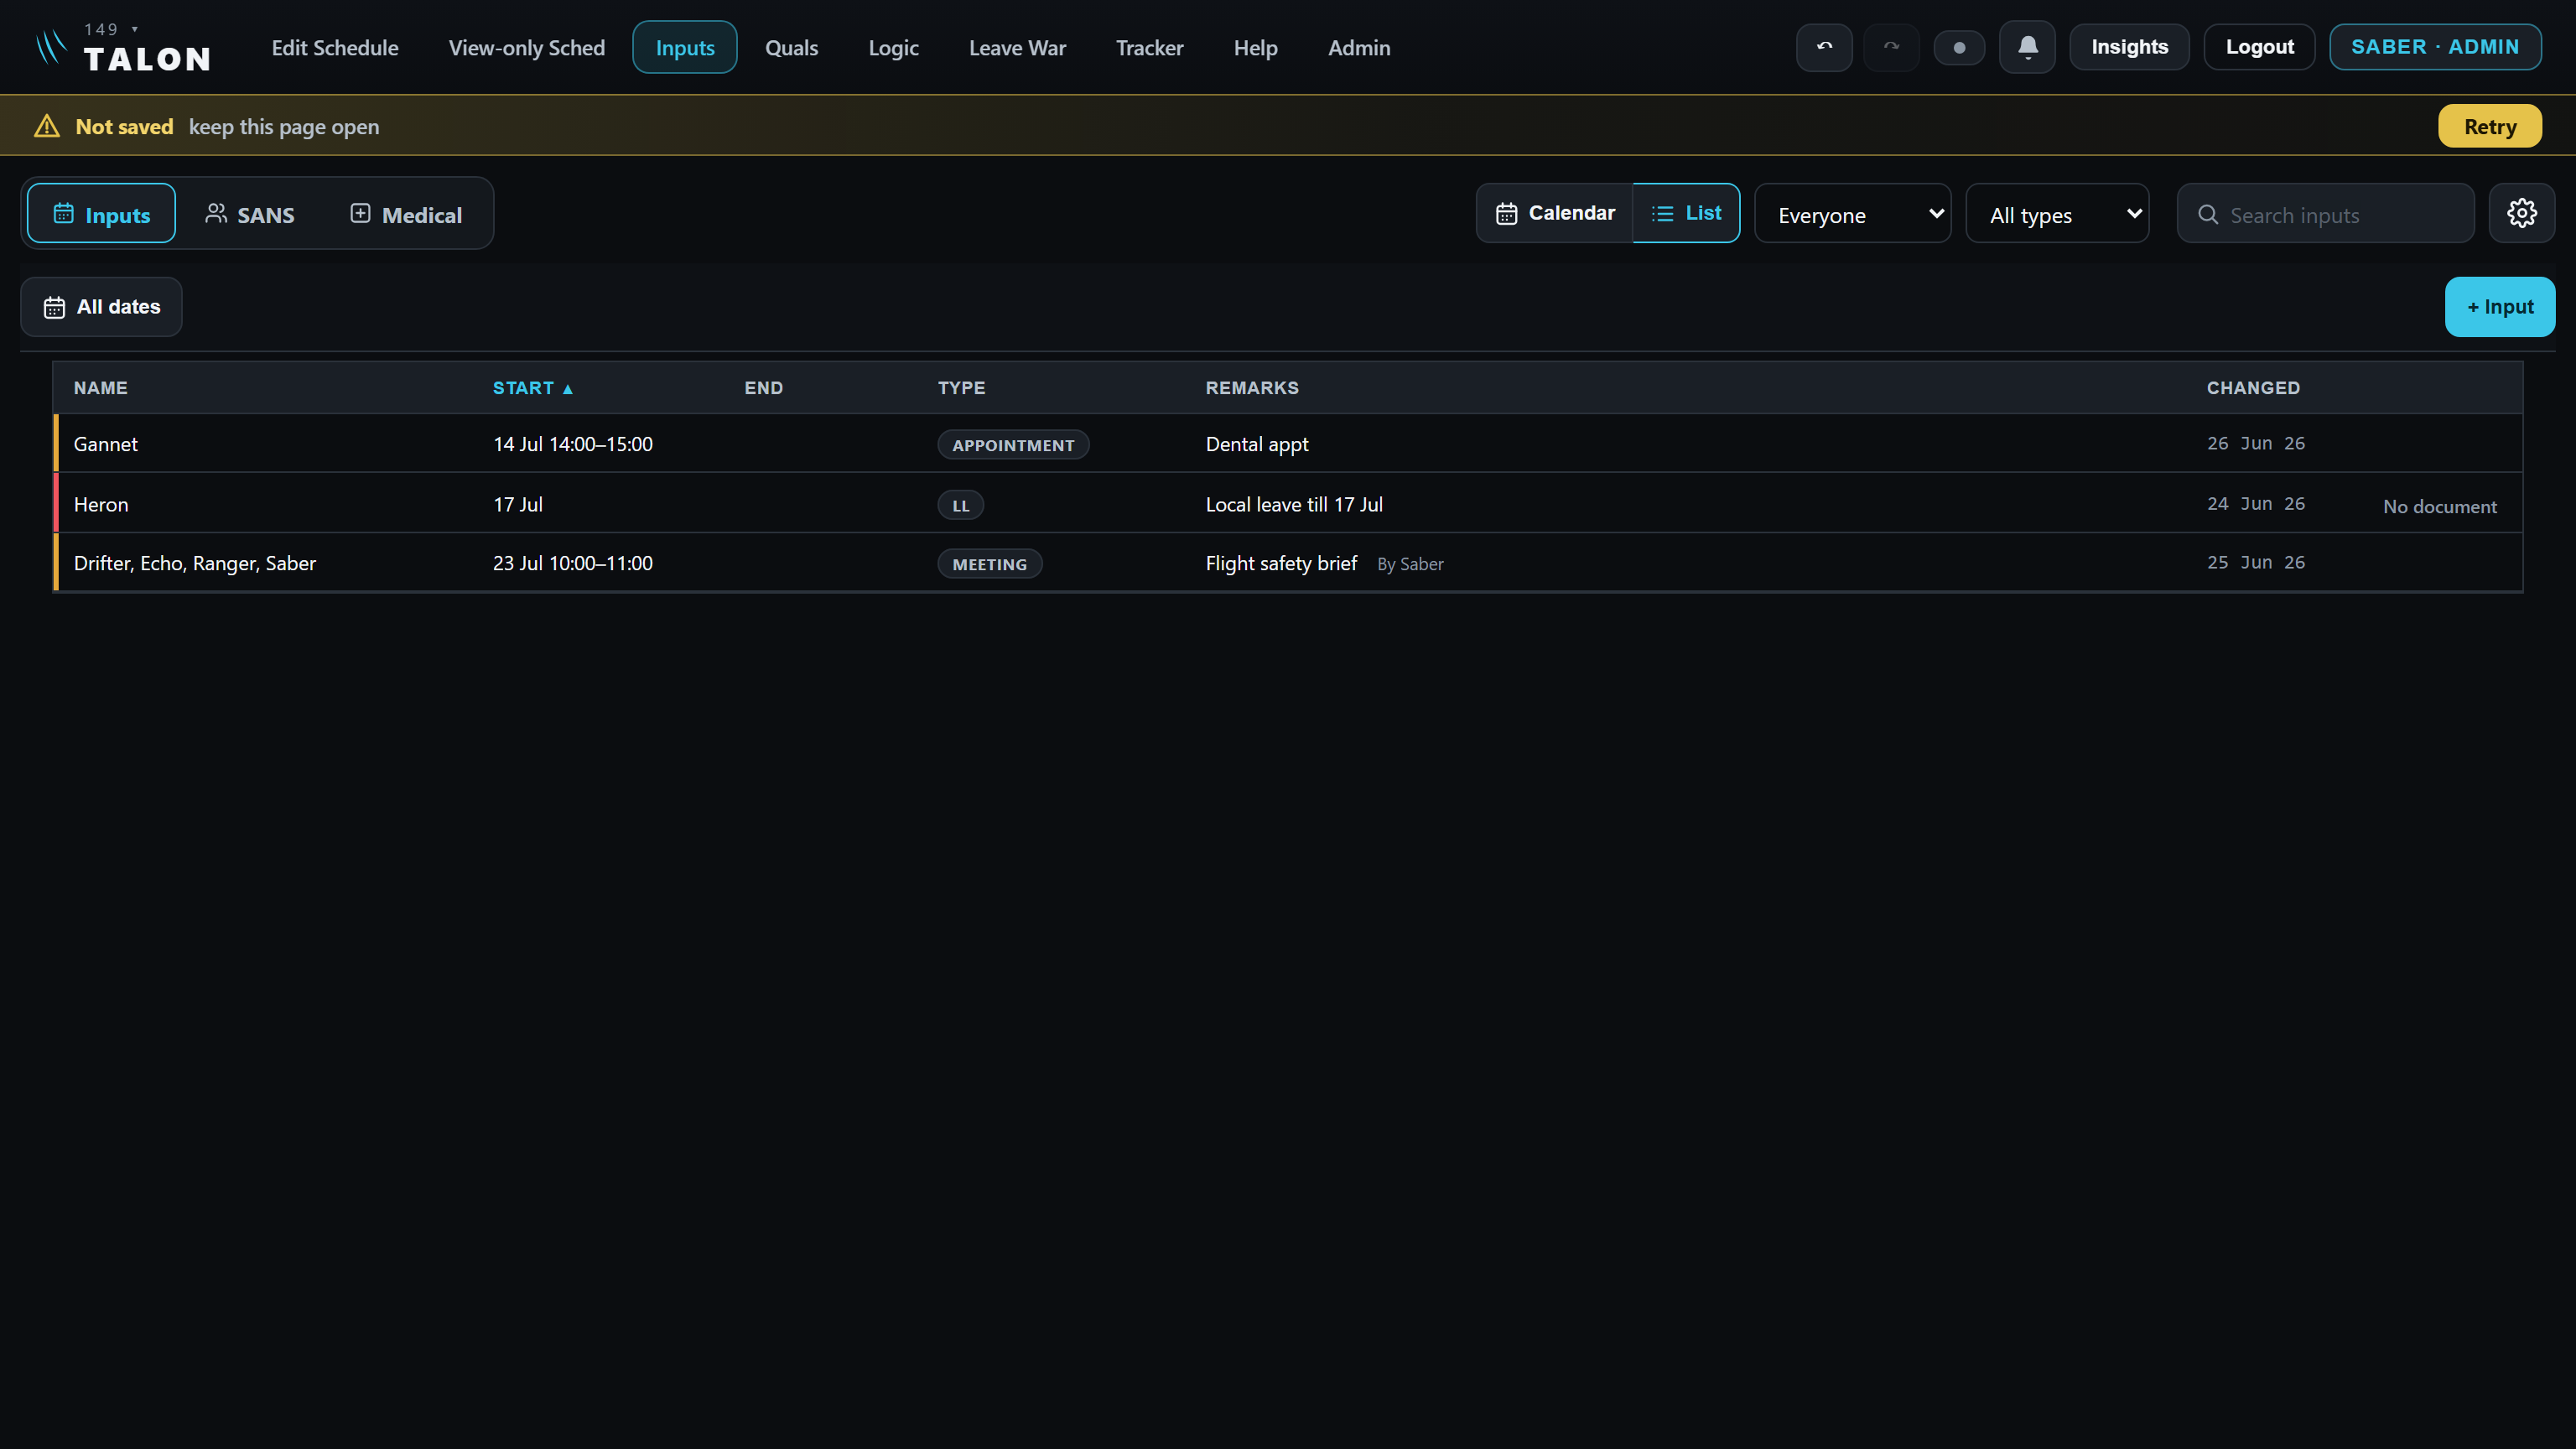 149 ▾
TALON
Edit Schedule View-only Sched Inputs Quals Logic Leave War Tracker Help Admin
Insights Logout SABER · ADMIN
Not saved keep this page open Retry
Inputs SANS Medical
Calendar List Everyone All types Search inputs
All dates + Input
NAME START ▲ END TYPE REMARKS CHANGED
Gannet 14 Jul 14:00–15:00 APPOINTMENT Dental appt 26 Jun 26
Heron 17 Jul LL Local leave till 17 Jul 24 Jun 26 No document
Drifter, Echo, Ranger, Saber 23 Jul 10:00–11:00 MEETING Flight safety brief By Saber 25 Jun 26